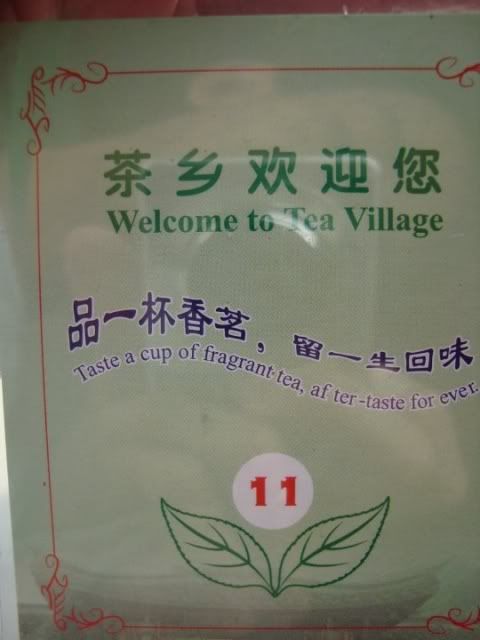 茶乡欢迎您
Welcome to Tea Village
品一杯香茗，留一生回味
Taste a cup of fragrant tea, af ter-taste for ever.
11